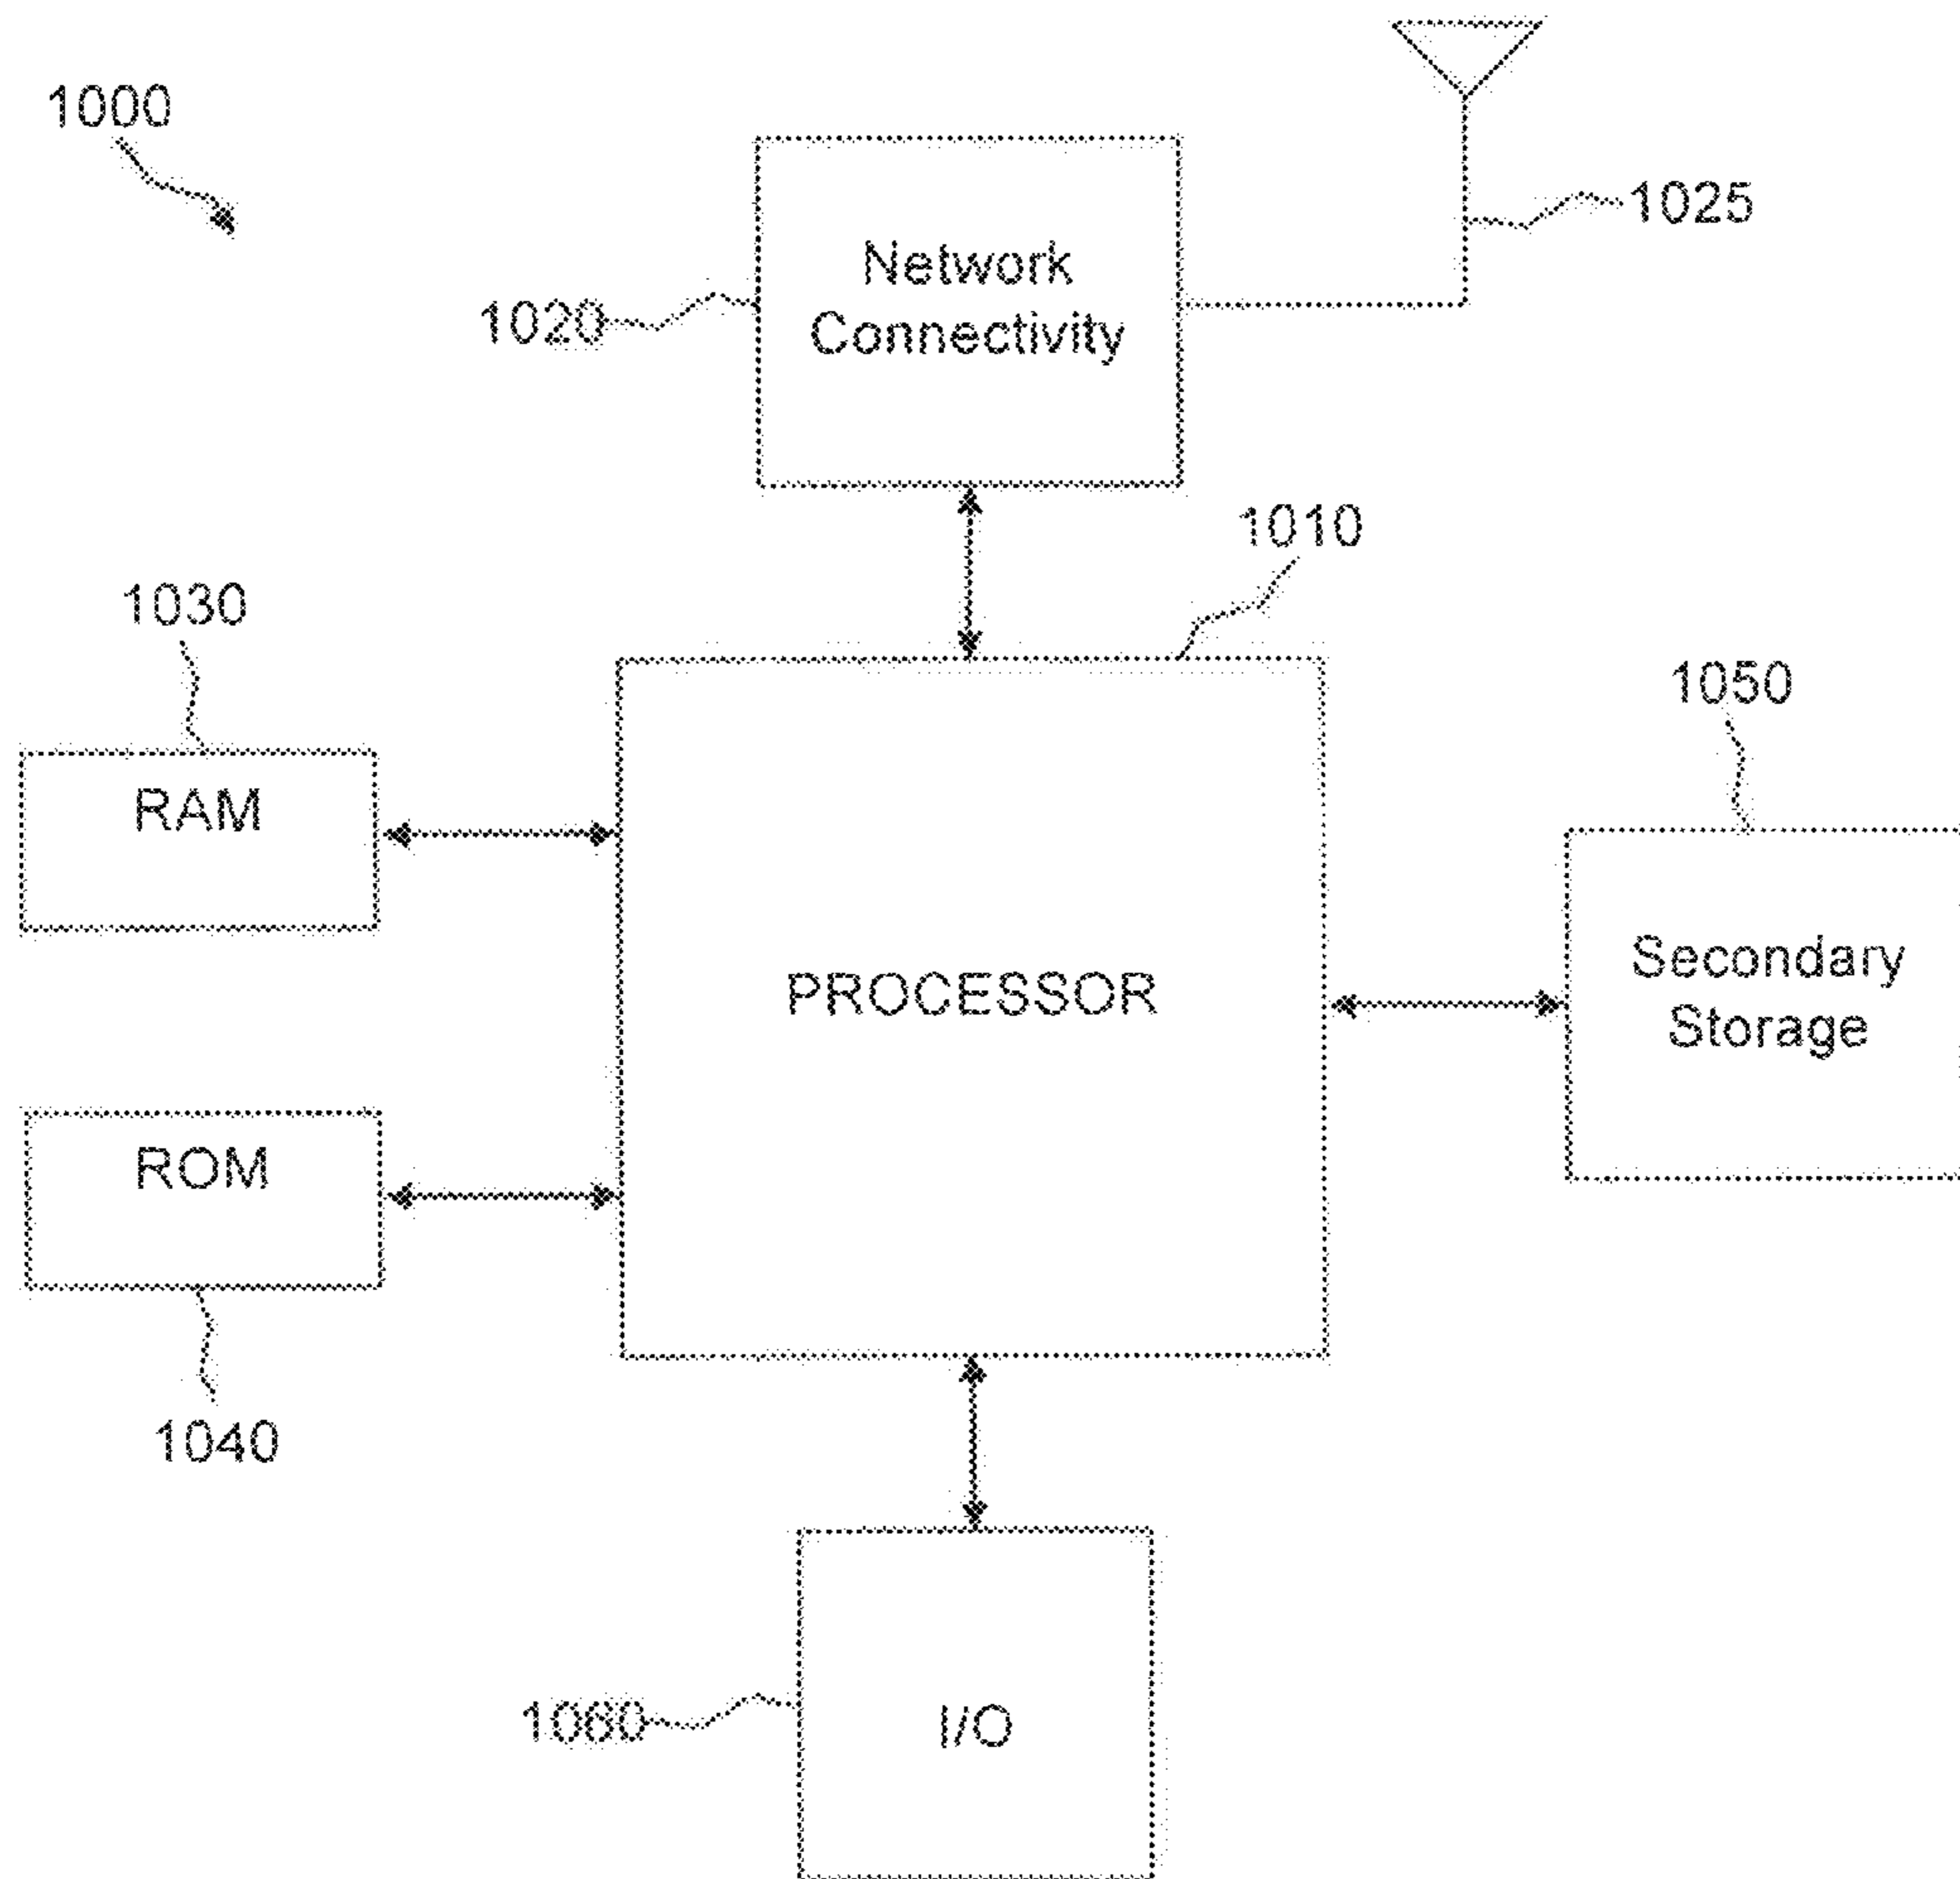 1000
1025
Network
Connectivity
1020
1010
1030
1050
RAM
PROCESSOR
Secondary
Storage
ROM
1040
1060
I/O